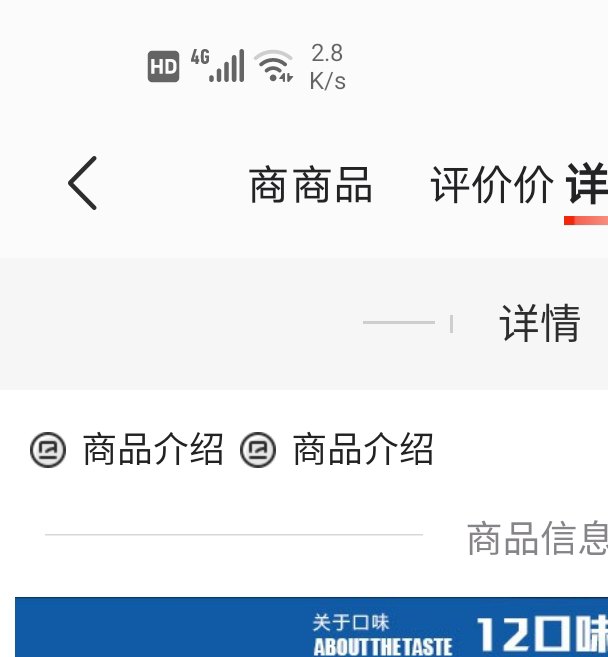 HD 4G 2.8
K/s
商商品 评价价 详
详情
商品介绍 商品介绍
商品信息
关于口味 12口味
ABOUT THE TASTE